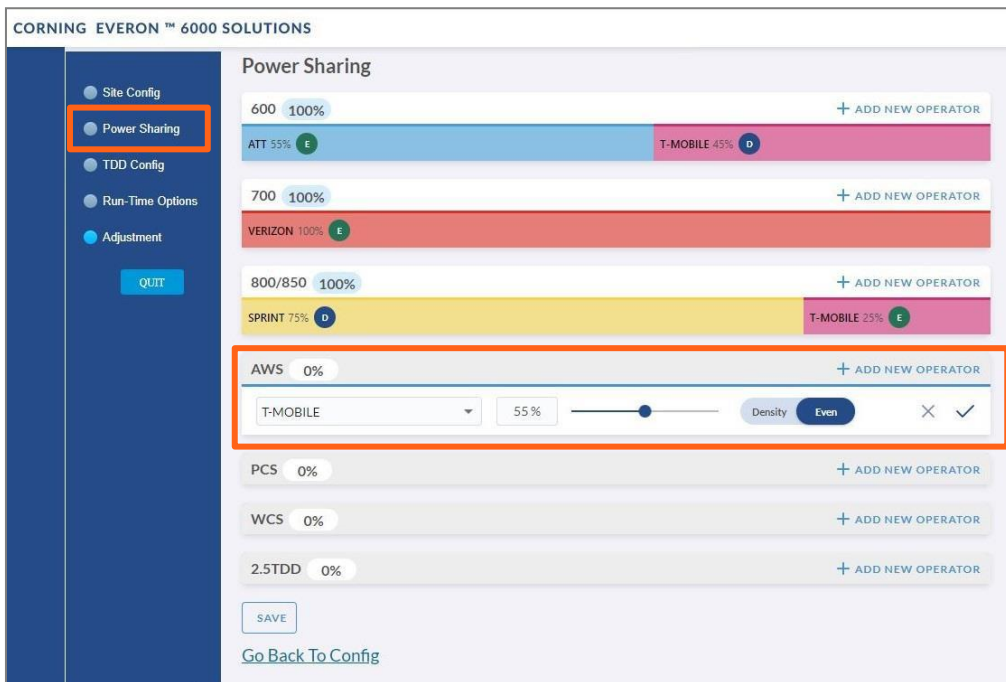 CORNING EVERON ™ 6000 SOLUTIONS
Site Config
Power Sharing
TDD Config
Run-Time Options
Adjustment
QUIT
Power Sharing
600 100% + ADD NEW OPERATOR
ATT 55% E T-MOBILE 45% D
700 100% + ADD NEW OPERATOR
VERIZON 100% E
800/850 100% + ADD NEW OPERATOR
SPRINT 75% D T-MOBILE 25% E
AWS 0% + ADD NEW OPERATOR
T-MOBILE 55 % Density Even
PCS 0% + ADD NEW OPERATOR
WCS 0% + ADD NEW OPERATOR
2.5TDD 0% + ADD NEW OPERATOR
SAVE
Go Back To Config